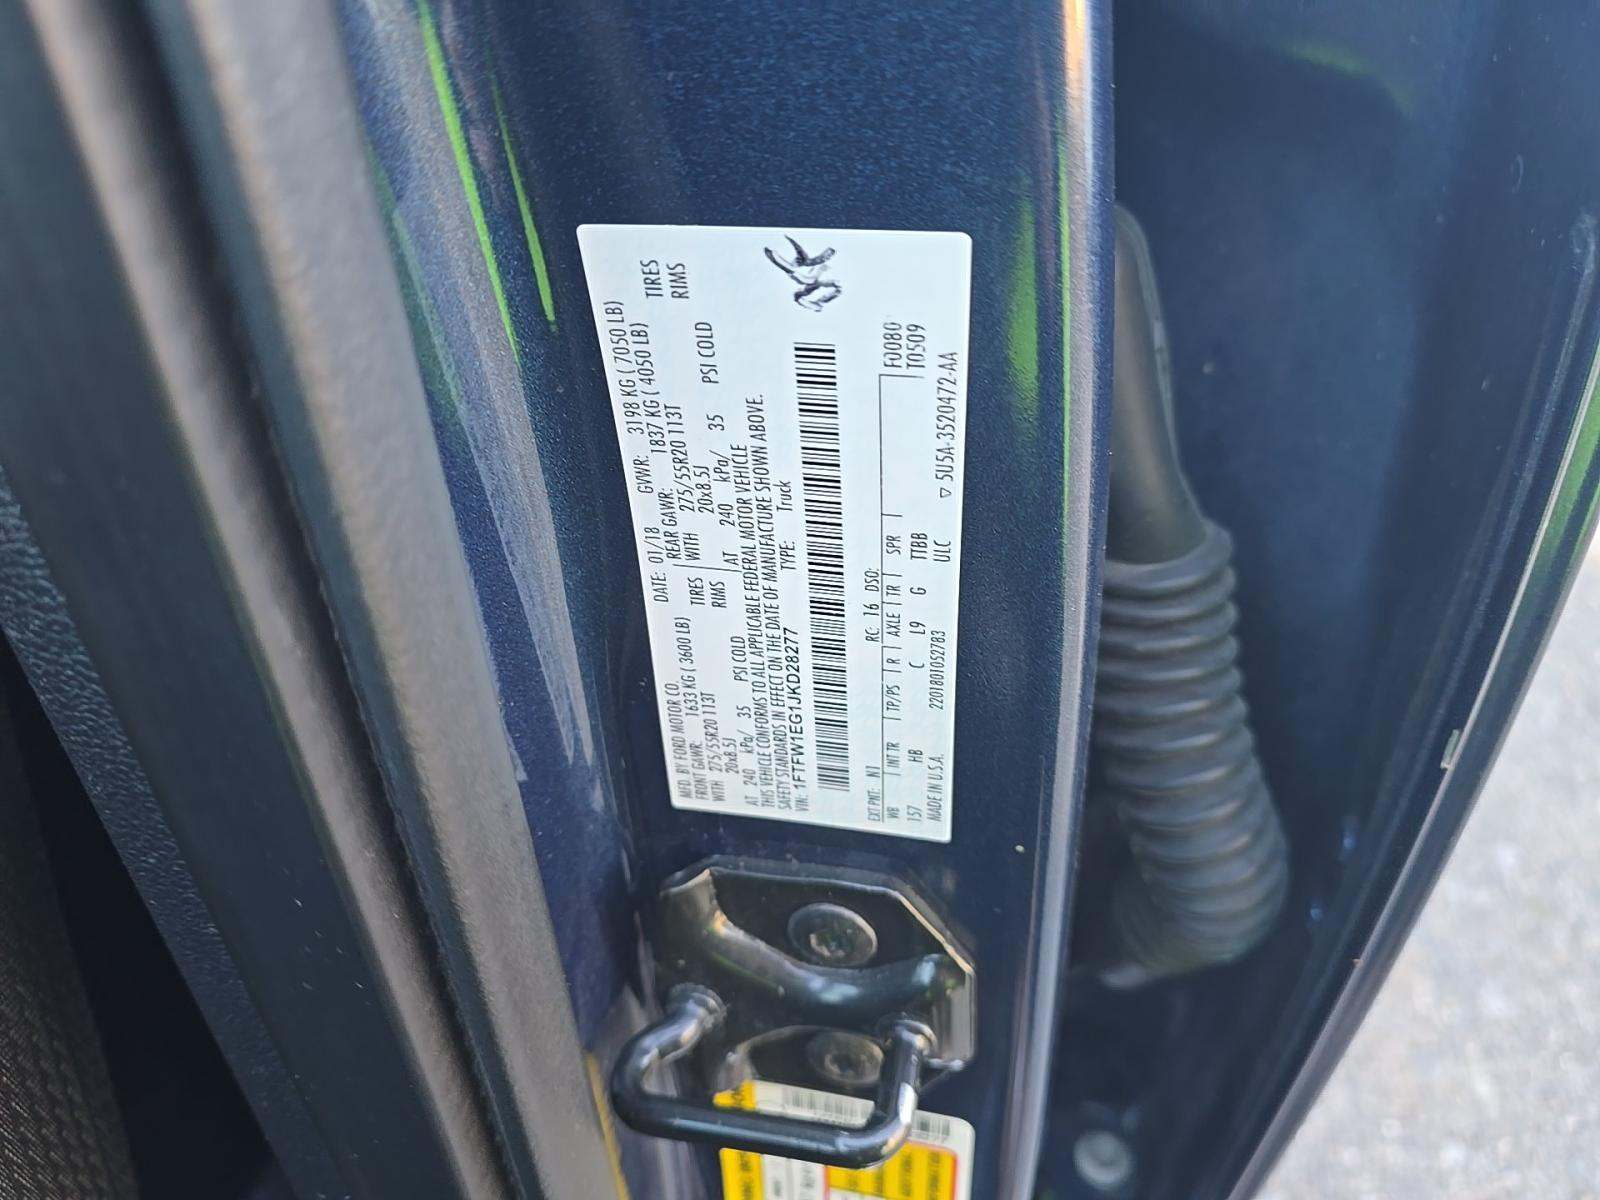 MFD. BY FORD MOTOR CO.
DATE: 01/18 GVWR: 3198 KG ( 7050 LB)
FRONT GAWR: 1633 KG ( 3600 LB) REAR GAWR: 1837 KG ( 4050 LB)
WITH 275/55R20 113T TIRES WITH 275/55R20 113T TIRES
20x8.5J RIMS 20x8.5J RIMS
AT 240 kPa/ 35 PSI COLD AT 240 kPa/ 35 PSI COLD
THIS VEHICLE CONFORMS TO ALL APPLICABLE FEDERAL MOTOR VEHICLE
SAFETY STANDARDS IN EFFECT ON THE DATE OF MANUFACTURE SHOWN ABOVE.
VIN: 1FTFW1EG1JKD28277 TYPE: Truck
EXT PNT: N1 RC: 16 DSO: F0080
WB INT TR TP/PS R AXLE TR SPR T0509
157 HB C L9 G TTBB
MADE IN U.S.A. 2201801052783 ULC 5U5A-3520472-AA